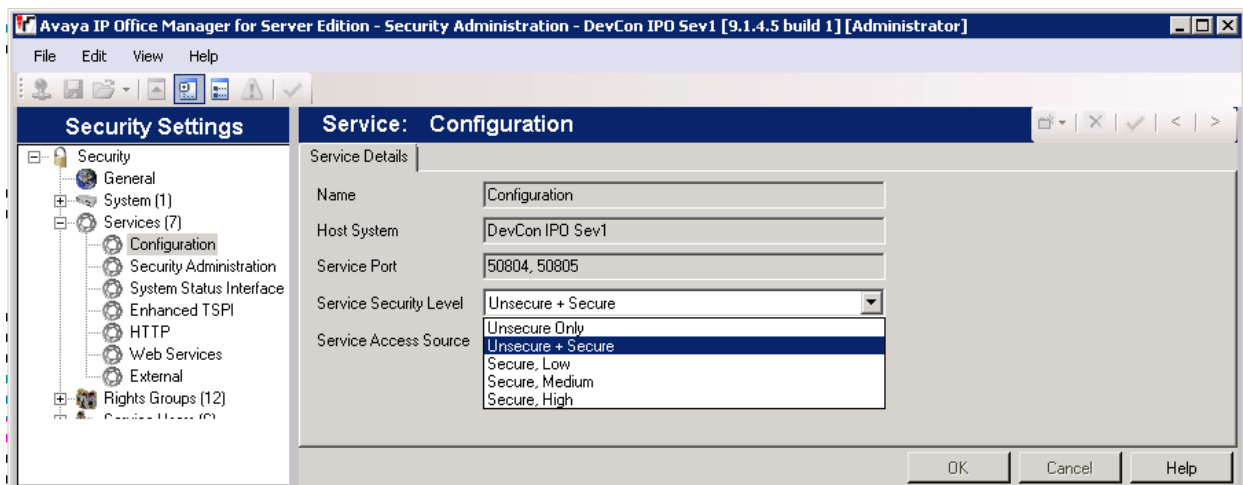 Avaya IP Office Manager for Server Edition - Security Administration - DevCon IPO Sev1 [9.1.4.5 build 1] [Administrator]
File Edit View Help
Security Settings
Security
General
System (1)
Services (7)
Configuration
Security Administration
System Status Interface
Enhanced TSPI
HTTP
Web Services
External
Rights Groups (12)
Service: Configuration
Service Details
Name Configuration
Host System DevCon IPO Sev1
Service Port 50804, 50805
Service Security Level Unsecure + Secure
Service Access Source
Unsecure Only
Unsecure + Secure
Secure, Low
Secure, Medium
Secure, High
OK Cancel Help